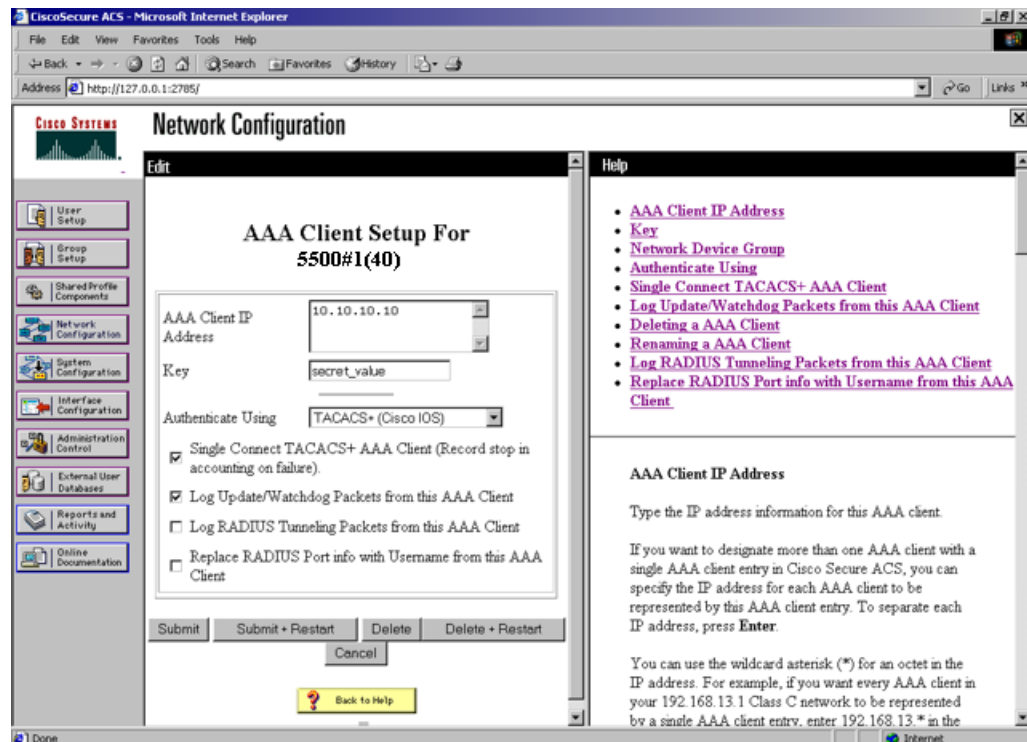 CiscoSecure ACS - Microsoft Internet Explorer
File Edit View Favorites Tools Help
Back Search Favorites History
Address http://127.0.0.1:2785/ Go Links »
CISCO SYSTEMS
Network Configuration
User
Setup
Group
Setup
Shared Profile
Components
Network
Configuration
System
Configuration
Interface
Configuration
Administration
Control
External User
Databases
Reports and
Activity
Online
Documentation
Edit
AAA Client Setup For
5500#1(40)
AAA Client IP
Address
10.10.10.10
Key secret_value
Authenticate Using TACACS+ (Cisco IOS)
Single Connect TACACS+ AAA Client (Record stop in
accounting on failure).
Log Update/Watchdog Packets from this AAA Client
Log RADIUS Tunneling Packets from this AAA Client
Replace RADIUS Port info with Username from this AAA
Client
Submit Submit + Restart Delete Delete + Restart
Cancel
? Back to Help
Help
• AAA Client IP Address
• Key
• Network Device Group
• Authenticate Using
• Single Connect TACACS+ AAA Client
• Log Update/Watchdog Packets from this AAA Client
• Deleting a AAA Client
• Renaming a AAA Client
• Log RADIUS Tunneling Packets from this AAA Client
• Replace RADIUS Port info with Username from this AAA
Client
AAA Client IP Address
Type the IP address information for this AAA client.
If you want to designate more than one AAA client with a
single AAA client entry in Cisco Secure ACS, you can
specify the IP address for each AAA client to be
represented by this AAA client entry. To separate each
IP address, press Enter.
You can use the wildcard asterisk (*) for an octet in the
IP address. For example, if you want every AAA client in
your 192.168.13.1 Class C network to be represented
by a single AAA client entry, enter 192.168.13.* in the
Done Internet